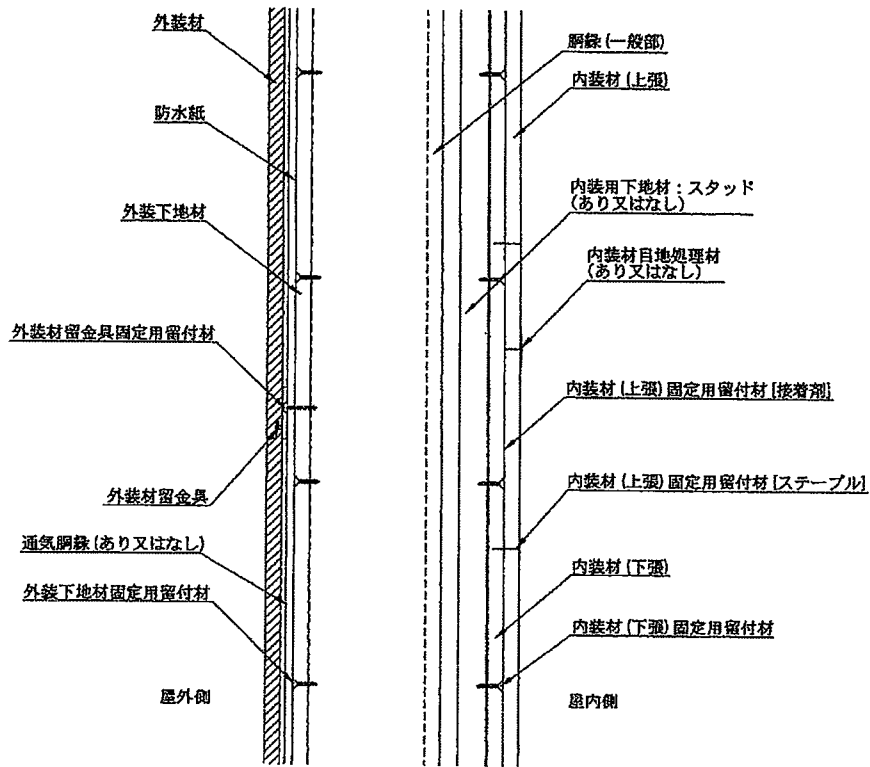 外装材
防水紙
外装下地材
外装材留金具固定用留付材
外装材留金具
通気胴縁(あり又はなし)
外装下地材固定用留付材
屋外側
胴縁(一般部)
内装材(上張)
内装用下地材:スタッド
(あり又はなし)
内装材目地処理材
(あり又はなし)
内装材(上張)固定用留付材[接着剤]
内装材(上張)固定用留付材[ステープル]
内装材(下張)
内装材(下張)固定用留付材
屋内側